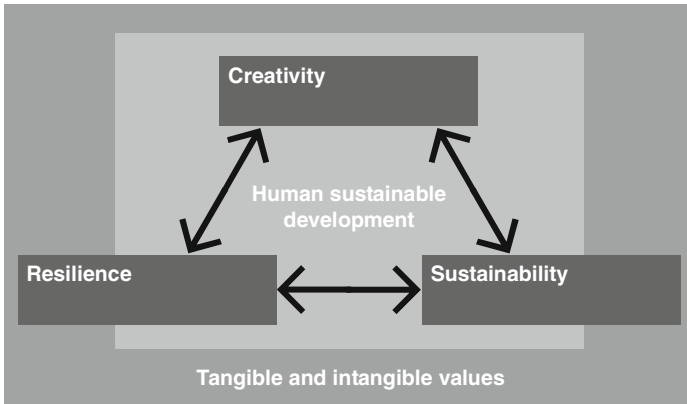 Creativity
Human sustainable
development
Resilience
Sustainability
Tangible and intangible values